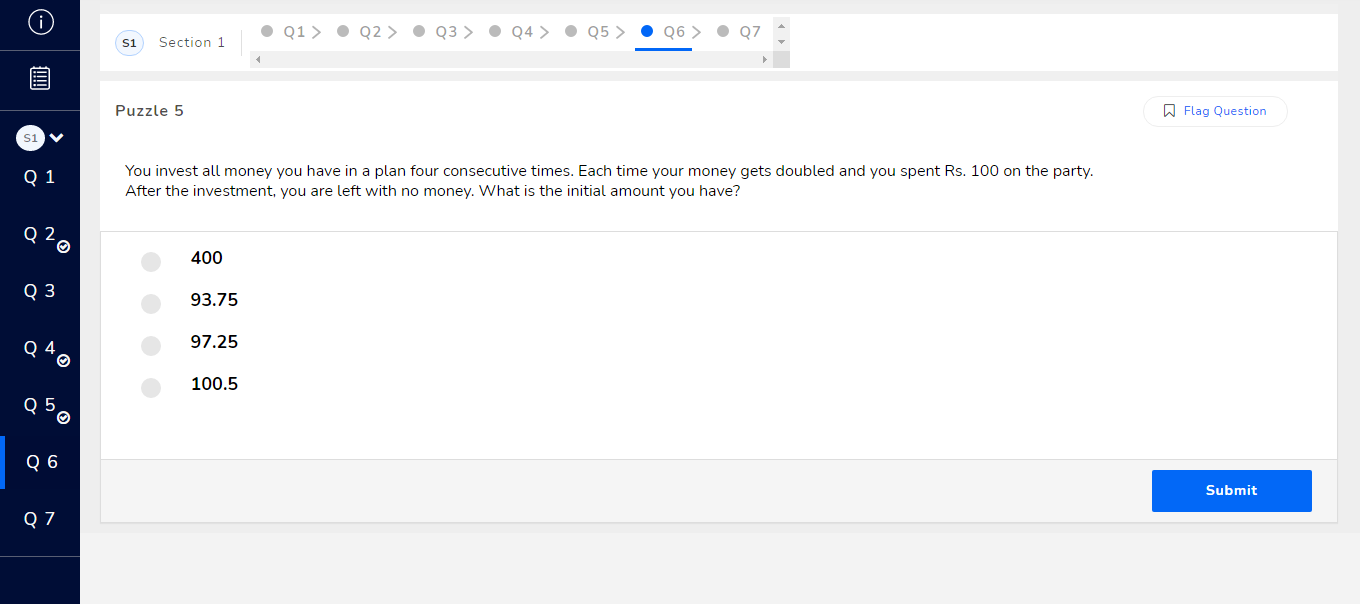 S1 Section 1 Q1 Q2 Q3 Q4 Q5 Q6 Q7
Puzzle 5
Flag Question
You invest all money you have in a plan four consecutive times. Each time your money gets doubled and you spent Rs. 100 on the party.
After the investment, you are left with no money. What is the initial amount you have?
400
93.75
97.25
100.5
Submit
S1
Q 1
Q 2
Q 3
Q 4
Q 5
Q 6
Q 7